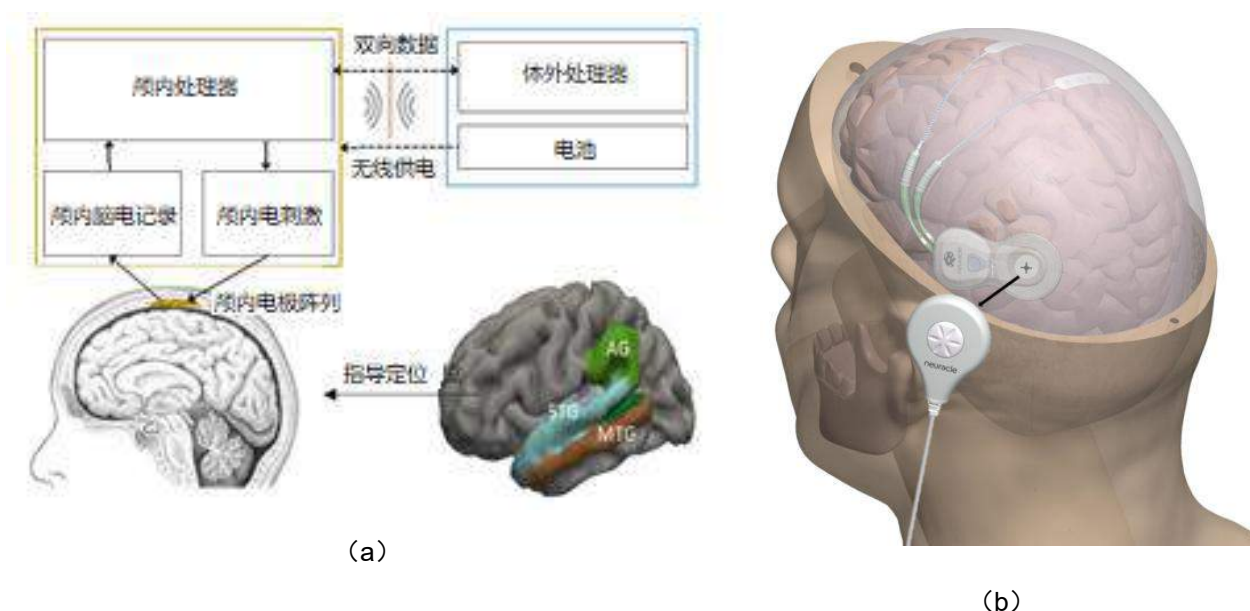 双向数据
颅内处理器
体外处理器
电池
无线供电
颅内脑电记录
颅内电刺激
颅内电极阵列
指导定位
AG
STG
MTG
neuracle
(a)
(b)